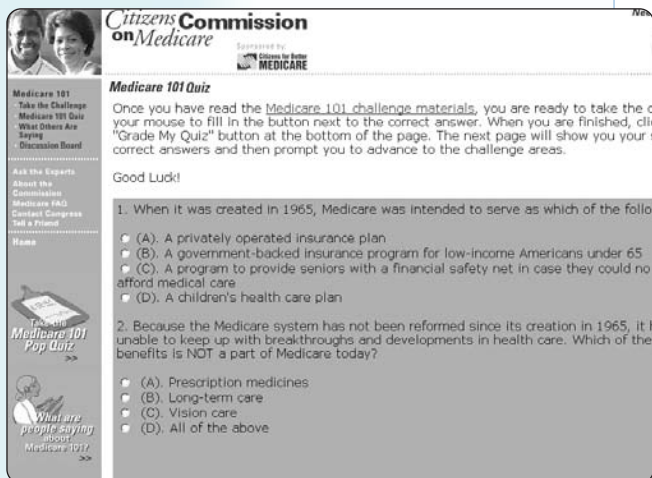 Citizens Commission
on Medicare
Sponsored by:
Citizens for Better
MEDICARE
Medicare 101
Take the Challenge
Medicare 101 Quiz
What Others Are
Saying
Discussion Board
Ask the Experts
About the
Commission
Medicare FAQ
Contact Congress
Tell a Friend
Home
Take the
Medicare 101
Pop Quiz
>>
What are
people saying
about
Medicare 101?
>>
Medicare 101 Quiz
Once you have read the Medicare 101 challenge materials, you are ready to take the
your mouse to fill in the button next to the correct answer. When you are finished,
"Grade My Quiz" button at the bottom of the page. The next page will show you your
correct answers and then prompt you to advance to the challenge areas.
Good Luck!
1. When it was created in 1965, Medicare was intended to serve as which of the
(A). A privately operated insurance plan
(B). A government-backed insurance program for low-income Americans under 65
(C). A program to provide seniors with a financial safety net in case they could no
afford medical care
(D). A children's health care plan
2. Because the Medicare system has not been reformed since its creation in 1965, it
unable to keep up with breakthroughs and developments in health care. Which of the
benefits is NOT a part of Medicare today?
(A). Prescription medicines
(B). Long-term care
(C). Vision care
(D). All of the above